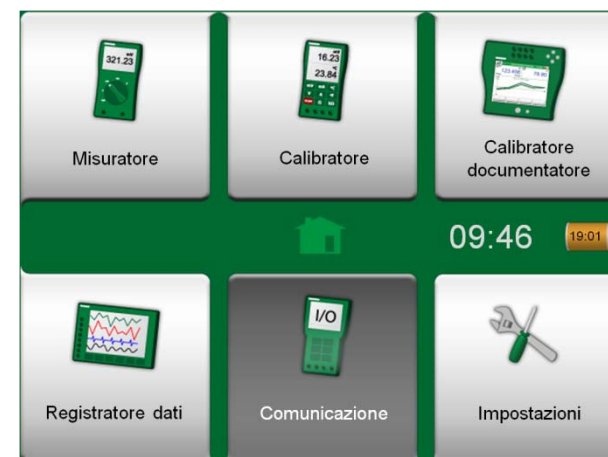 321.23
16.23
23.84
Misuratore
Calibratore
Calibratore
documentatore
09:46
19:01
I/O
Registratore dati
Comunicazione
Impostazioni